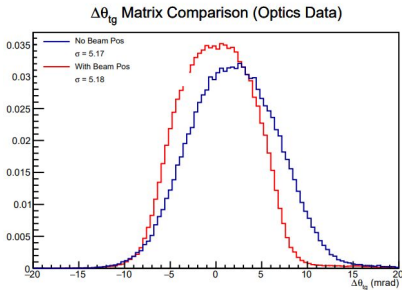 Δθtg Matrix Comparison (Optics Data)
No Beam Pos
σ = 5.17
With Beam Pos
σ = 5.18
0.035
0.03
0.025
0.02
0.015
0.01
0.005
0
−20 −15 −10 −5 0 5 10 15 20
Δθtg (mrad)